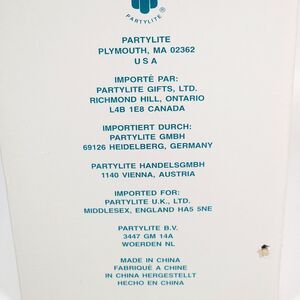 PARTYLITE®
PARTYLITE
PLYMOUTH, MA 02362
USA
IMPORTÉ PAR:
PARTYLITE GIFTS, LTD.
RICHMOND HILL, ONTARIO
L4B 1E8 CANADA
IMPORTIERT DURCH:
PARTYLITE GMBH
69126 HEIDELBERG, GERMANY
PARTYLITE HANDELSGMBH
1140 VIENNA, AUSTRIA
IMPORTED FOR:
PARTYLITE U.K., LTD.
MIDDLESEX, ENGLAND HA5 5NE
PARTYLITE B.V.
3447 GM 14A
WOERDEN NL
MADE IN CHINA
FABRIQUÉ A CHINE
IN CHINA HERGESTELLT
HECHO EN CHINA